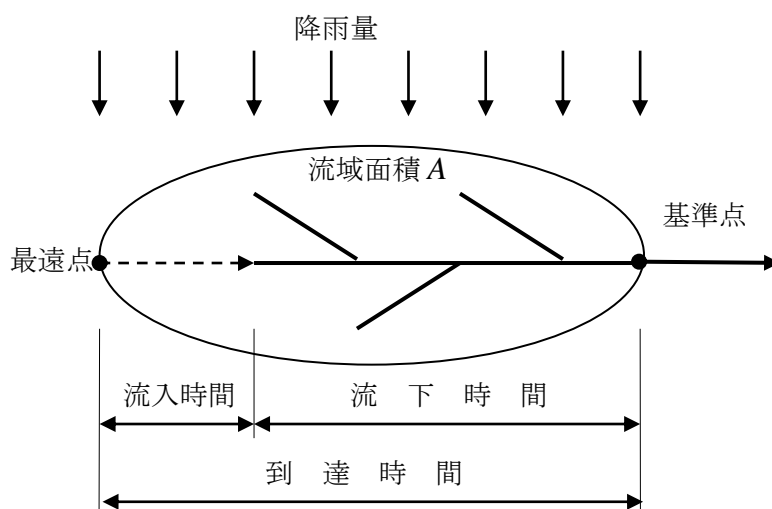 降雨量
流域面積 A
基準点
最遠点
流入時間
流 下 時 間
到 達 時 間